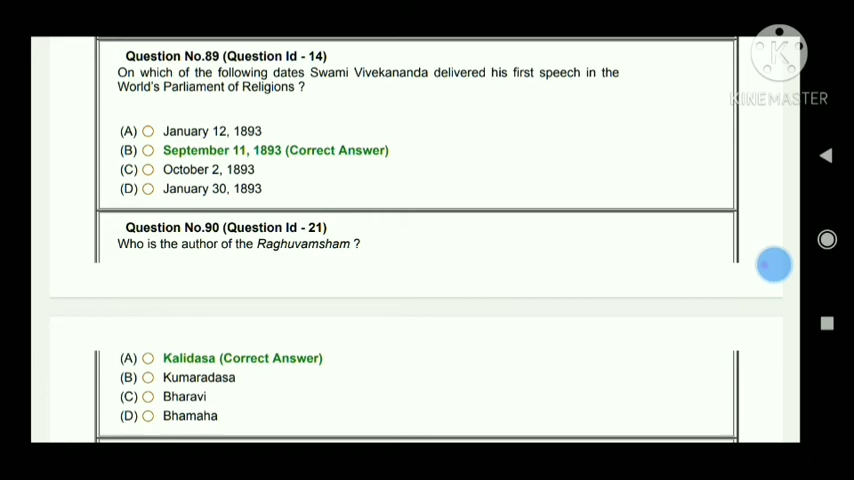 Question No.89 (Question Id - 14)
On which of the following dates Swami Vivekananda delivered his first speech in the
World's Parliament of Religions ?
(A) January 12, 1893
(B) September 11, 1893 (Correct Answer)
(C) October 2, 1893
(D) January 30, 1893
Question No.90 (Question Id - 21)
Who is the author of the Raghuvamsham ?
(A) Kalidasa (Correct Answer)
(B) Kumaradasa
(C) Bharavi
(D) Bhamaha
K
KINEMASTER